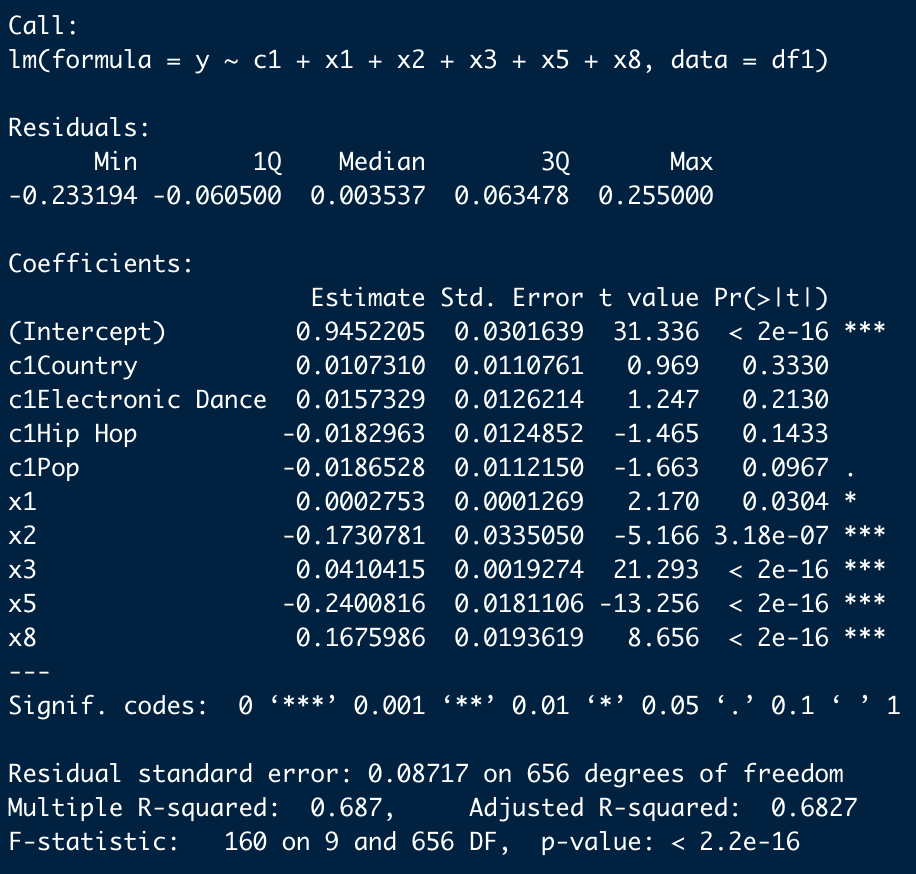 Call:
lm(formula = y ~ c1 + x1 + x2 + x3 + x5 + x8, data = df1)
Residuals:
Min 1Q Median 3Q Max
-0.233194 -0.060500 0.003537 0.063478 0.255000
Coefficients:
Estimate Std. Error t value Pr(>|t|)
(Intercept) 0.9452205 0.0301639 31.336 < 2e-16 ***
c1Country 0.0107310 0.0110761 0.969 0.3330
c1Electronic Dance 0.0157329 0.0126214 1.247 0.2130
c1Hip Hop -0.0182963 0.0124852 -1.465 0.1433
c1Pop -0.0186528 0.0112150 -1.663 0.0967 .
x1 0.0002753 0.0001269 2.170 0.0304 *
x2 -0.1730781 0.0335050 -5.166 3.18e-07 ***
x3 0.0410415 0.0019274 21.293 < 2e-16 ***
x5 -0.2400816 0.0181106 -13.256 < 2e-16 ***
x8 0.1675986 0.0193619 8.656 < 2e-16 ***
---
Signif. codes: 0 ‘***’ 0.001 ‘**’ 0.01 ‘*’ 0.05 ‘.’ 0.1 ‘ ’ 1
Residual standard error: 0.08717 on 656 degrees of freedom
Multiple R-squared: 0.687, Adjusted R-squared: 0.6827
F-statistic: 160 on 9 and 656 DF, p-value: < 2.2e-16